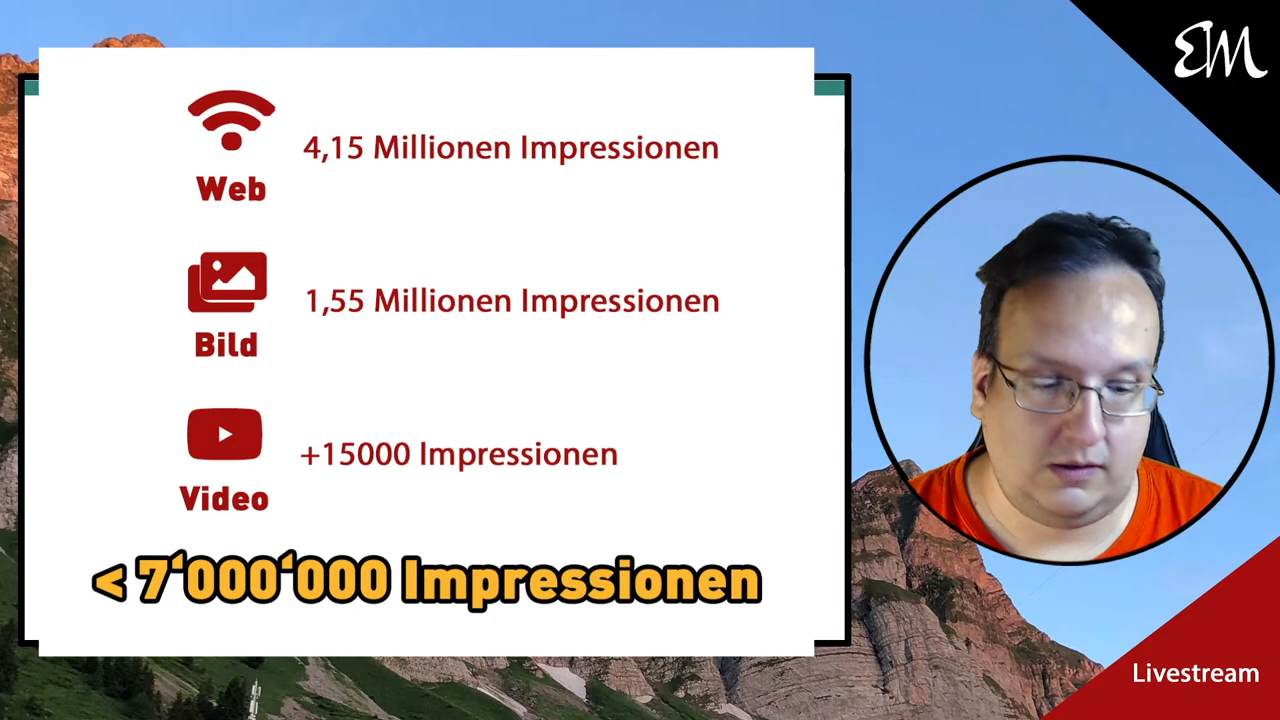 EM
4,15 Millionen Impressionen
Web
1,55 Millionen Impressionen
Bild
+15000 Impressionen
Video
< 7‘000‘000 Impressionen
Livestream